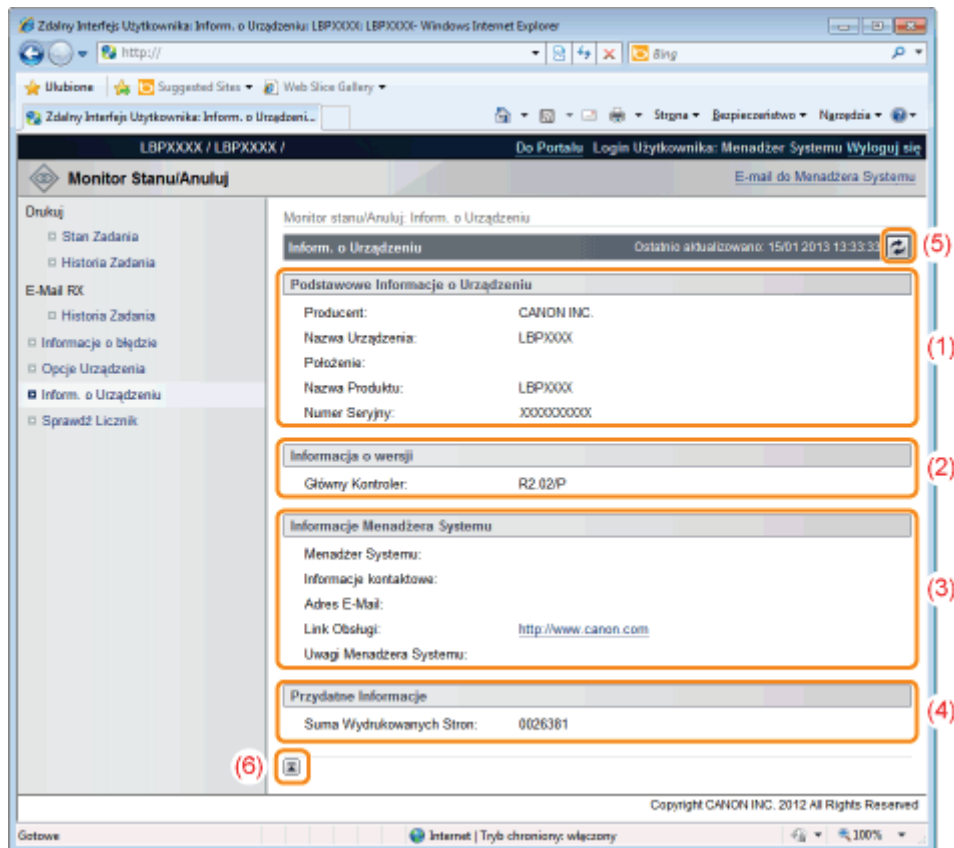 Zdalny Interfejs Użytkownika: Inform. o Urządzeniu: LBPXXXX: LBPXXXX- Windows Internet Explorer
http://
Bing
Ulubione Suggested Sites Web Slice Gallery
Zdalny Interfejs Użytkownika: Inform. o Urządzeni... Strona Bezpieczeństwo Narzędzia
LBPXXXX / LBPXXXX / Do Portalu Login Użytkownika: Menadżer Systemu Wyloguj się
Monitor Stanu/Anuluj E-mail do Menadżera Systemu
Drukuj
Stan Zadania
Historia Zadania
E-Mail RX
Historia Zadania
Informacje o błędzie
Opcje Urządzenia
Inform. o Urządzeniu
Sprawdź Licznik
Monitor stanu/Anuluj: Inform. o Urządzeniu
Inform. o Urządzeniu Ostatnio aktualizowano: 15/01 2013 13:33:33 (5)
Podstawowe Informacje o Urządzeniu
Producent: CANON INC.
Nazwa Urządzenia: LBPXXXX
(1)
Położenie:
Nazwa Produktu: LBPXXXX
Numer Seryjny: XXXXXXXXXX
Informacja o wersji
(2)
Główny Kontroler: R2.02/P
Informacje Menadżera Systemu
Menadżer Systemu:
Informacje kontaktowe:
(3)
Adres E-Mail:
Link Obsługi: http://www.canon.com
Uwagi Menadżera Systemu:
Przydatne Informacje
(4)
Suma Wydrukowanych Stron: 0026381
(6)
Copyright CANON INC. 2012 All Rights Reserved
Gotowe Internet | Tryb chroniony: włączony 100%